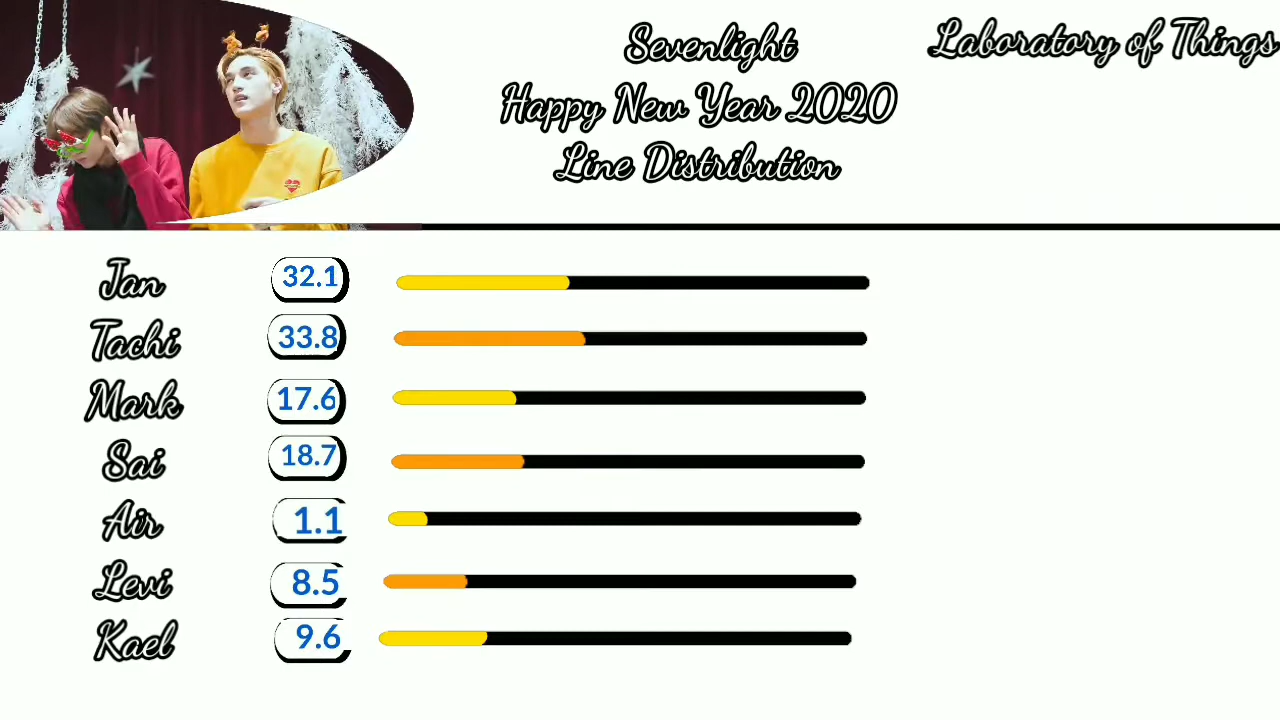 Sevenlight
Happy New Year 2020
Line Distribution
Laboratory of Things
Jan 32.1
Tachi 33.8
Mark 17.6
Sai 18.7
Air 1.1
Levi 8.5
Kael 9.6